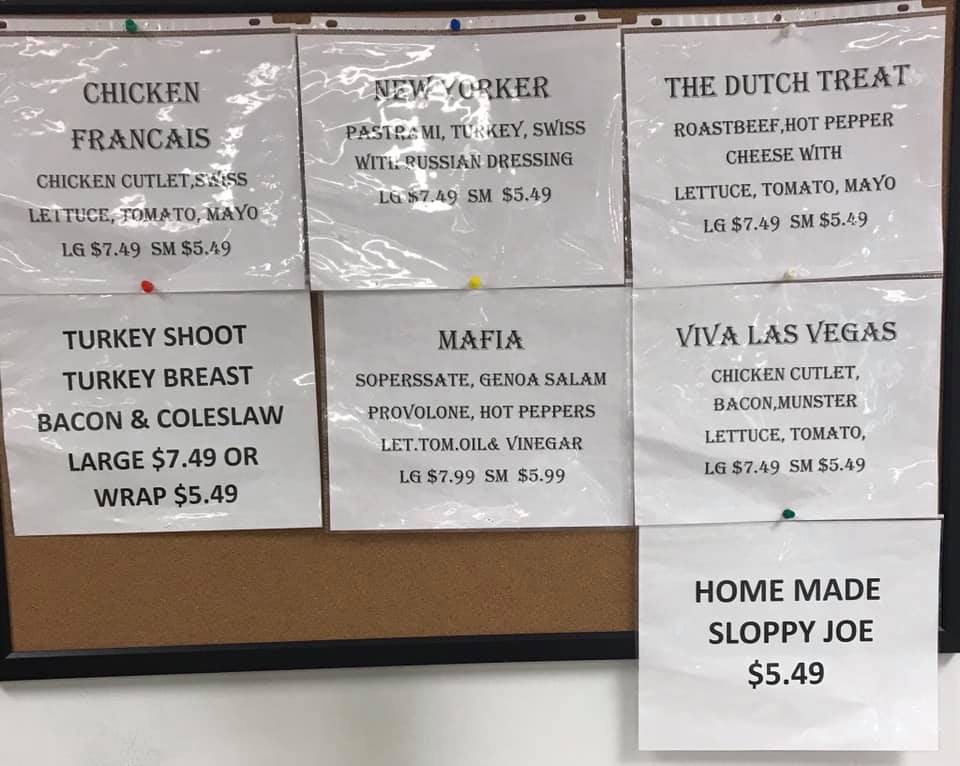 CHICKEN
FRANCAIS
CHICKEN CUTLET,SWISS
LETTUCE, TOMATO, MAYO
LG $7.49 SM $5.49
NEW YORKER
PASTRAMI, TURKEY, SWISS
WITH RUSSIAN DRESSING
LG $7.49 SM $5.49
THE DUTCH TREAT
ROASTBEEF,HOT PEPPER
CHEESE WITH
LETTUCE, TOMATO, MAYO
LG $7.49 SM $5.49
TURKEY SHOOT
TURKEY BREAST
BACON & COLESLAW
LARGE $7.49 OR
WRAP $5.49
MAFIA
SOPERSSATE, GENOA SALAM
PROVOLONE, HOT PEPPERS
LET.TOM.OIL& VINEGAR
LG $7.99 SM $5.99
VIVA LAS VEGAS
CHICKEN CUTLET,
BACON,MUNSTER
LETTUCE, TOMATO,
LG $7.49 SM $5.49
HOME MADE
SLOPPY JOE
$5.49